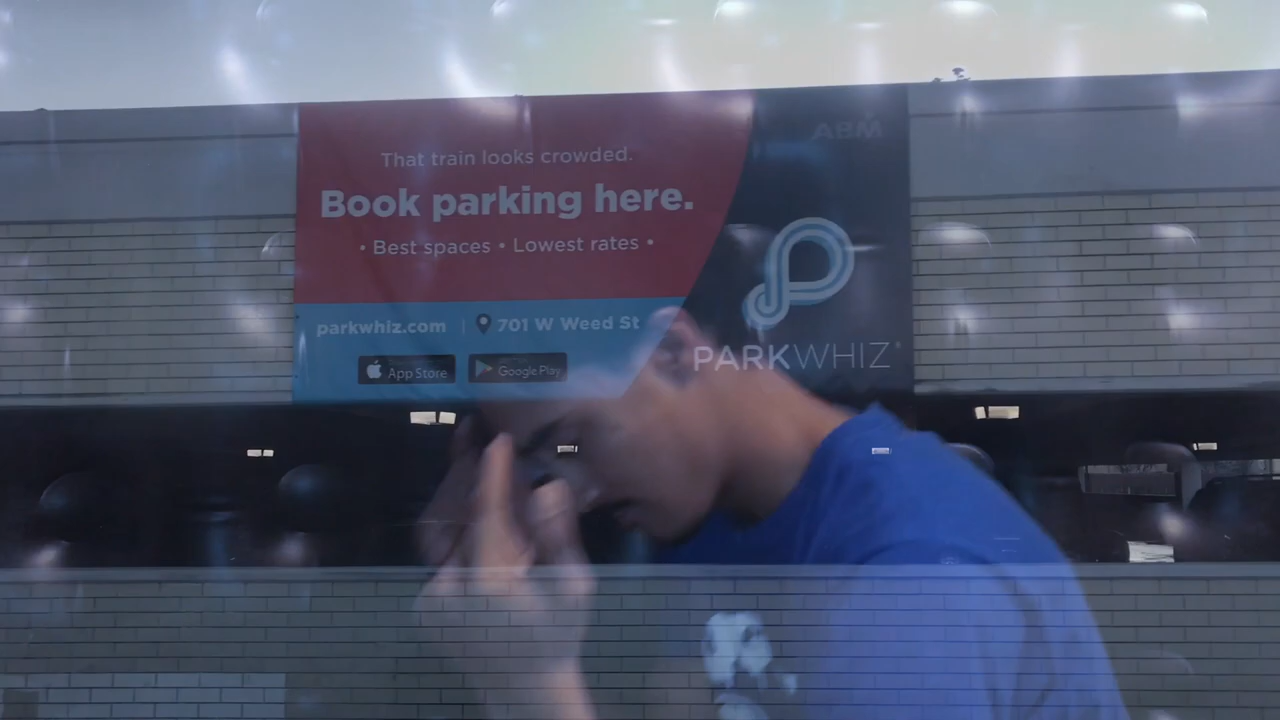 ABM
That train looks crowded.
Book parking here.
• Best spaces • Lowest rates •
parkwhiz.com | 701 W Weed St
App Store Google Play
PARKWHIZ